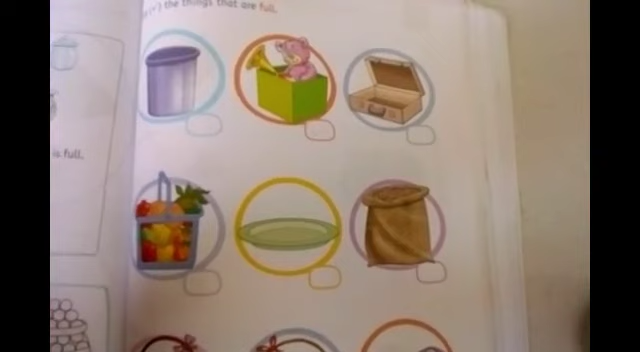 (✓) the things that are full.
is full.